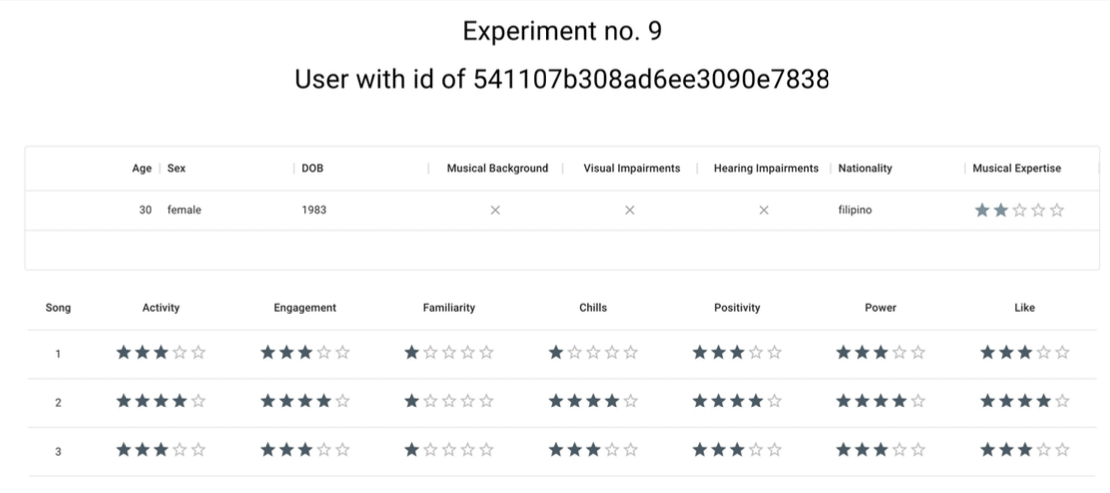 Experiment no. 9
User with id of 541107b308ad6ee3090e7838
Age Sex DOB Musical Background Visual Impairments Hearing Impairments Nationality Musical Expertise
30 female 1983 filipino
Song Activity Engagement Familiarity Chills Positivity Power Like
1
2
3